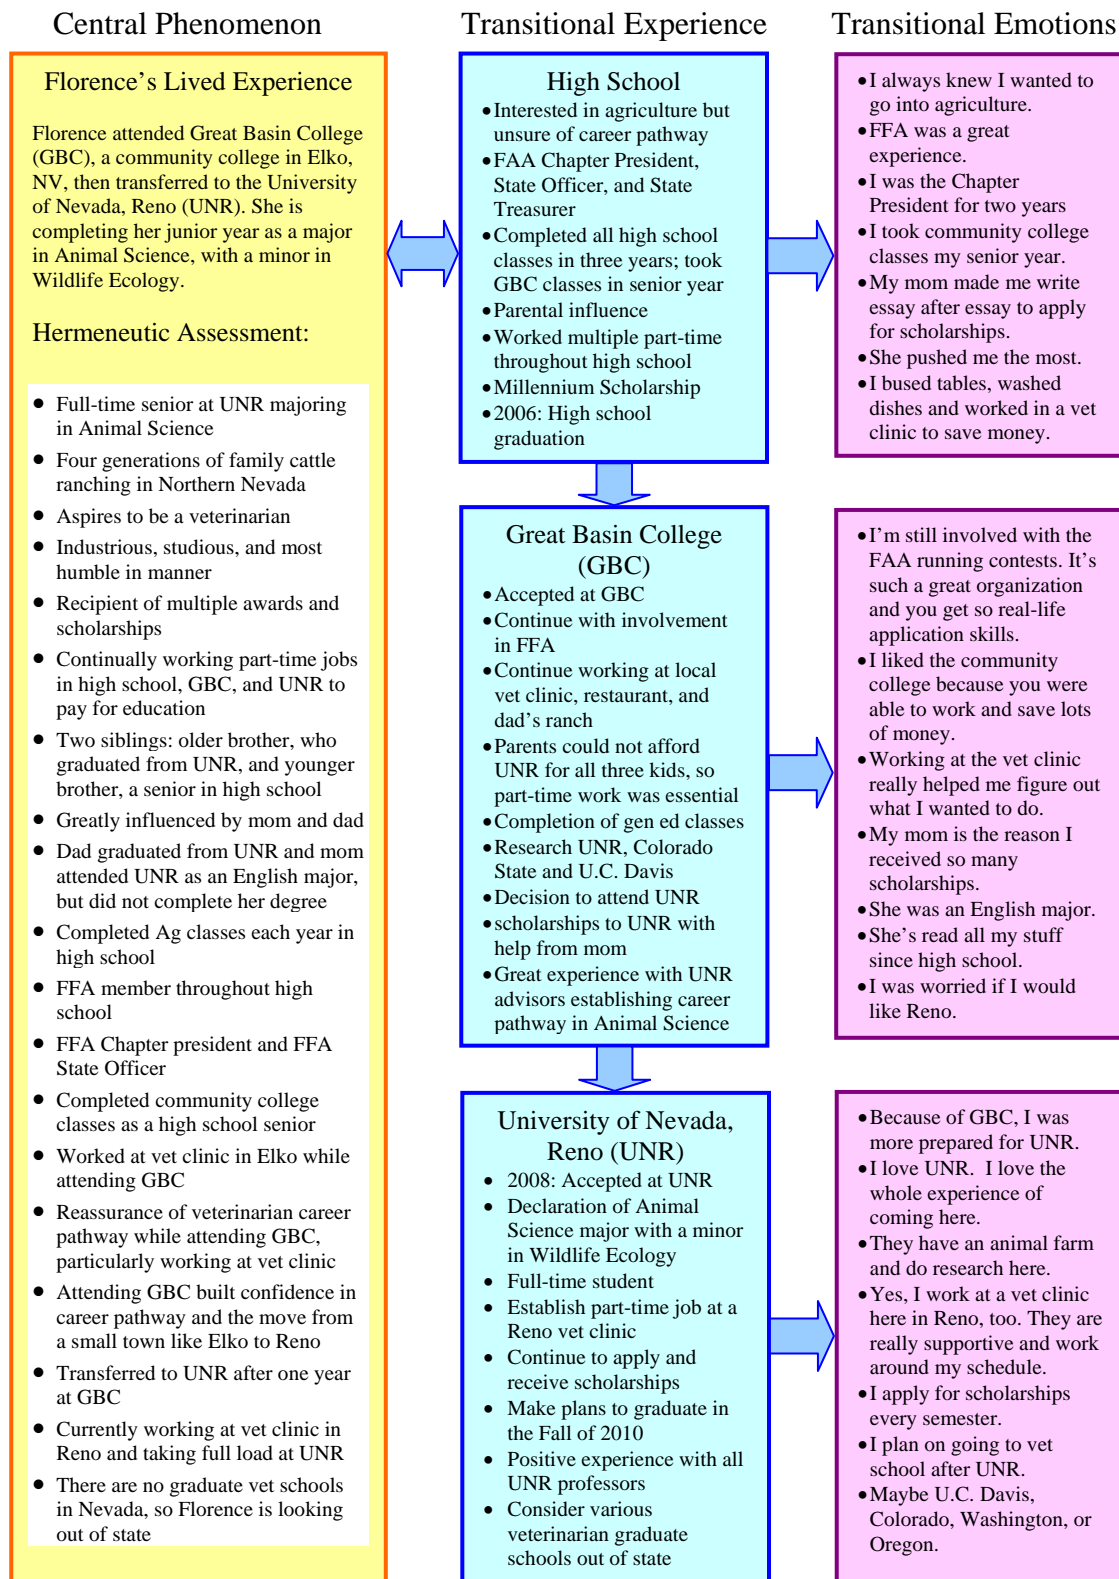 Central Phenomenon
Transitional Experience
Transitional Emotions
Florence’s Lived Experience
Florence attended Great Basin College
(GBC), a community college in Elko,
NV, then transferred to the University
of Nevada, Reno (UNR). She is
completing her junior year as a major
in Animal Science, with a minor in
Wildlife Ecology.
Hermeneutic Assessment:
• Full-time senior at UNR majoring
in Animal Science
• Four generations of family cattle
ranching in Northern Nevada
• Aspires to be a veterinarian
• Industrious, studious, and most
humble in manner
• Recipient of multiple awards and
scholarships
• Continually working part-time jobs
in high school, GBC, and UNR to
pay for education
• Two siblings: older brother, who
graduated from UNR, and younger
brother, a senior in high school
• Greatly influenced by mom and dad
• Dad graduated from UNR and mom
attended UNR as an English major,
but did not complete her degree
• Completed Ag classes each year in
high school
• FFA member throughout high
school
• FFA Chapter president and FFA
State Officer
• Completed community college
classes as a high school senior
• Worked at vet clinic in Elko while
attending GBC
• Reassurance of veterinarian career
pathway while attending GBC,
particularly working at vet clinic
• Attending GBC built confidence in
career pathway and the move from
a small town like Elko to Reno
• Transferred to UNR after one year
at GBC
• Currently working at vet clinic in
Reno and taking full load at UNR
• There are no graduate vet schools
in Nevada, so Florence is looking
out of state
High School
• Interested in agriculture but
unsure of career pathway
• FAA Chapter President,
State Officer, and State
Treasurer
• Completed all high school
classes in three years; took
GBC classes in senior year
• Parental influence
• Worked multiple part-time
throughout high school
• Millennium Scholarship
• 2006: High school
graduation
Great Basin College
(GBC)
• Accepted at GBC
• Continue with involvement
in FFA
• Continue working at local
vet clinic, restaurant, and
dad’s ranch
• Parents could not afford
UNR for all three kids, so
part-time work was essential
• Completion of gen ed classes
• Research UNR, Colorado
State and U.C. Davis
• Decision to attend UNR
• scholarships to UNR with
help from mom
• Great experience with UNR
advisors establishing career
pathway in Animal Science
University of Nevada,
Reno (UNR)
• 2008: Accepted at UNR
• Declaration of Animal
Science major with a minor
in Wildlife Ecology
• Full-time student
• Establish part-time job at a
Reno vet clinic
• Continue to apply and
receive scholarships
• Make plans to graduate in
the Fall of 2010
• Positive experience with all
UNR professors
• Consider various
veterinarian graduate
schools out of state
• I always knew I wanted to
go into agriculture.
• FFA was a great
experience.
• I was the Chapter
President for two years
• I took community college
classes my senior year.
• My mom made me write
essay after essay to apply
for scholarships.
• She pushed me the most.
• I bused tables, washed
dishes and worked in a vet
clinic to save money.
• I’m still involved with the
FAA running contests. It’s
such a great organization
and you get so real-life
application skills.
• I liked the community
college because you were
able to work and save lots
of money.
• Working at the vet clinic
really helped me figure out
what I wanted to do.
• My mom is the reason I
received so many
scholarships.
• She was an English major.
• She’s read all my stuff
since high school.
• I was worried if I would
like Reno.
• Because of GBC, I was
more prepared for UNR.
• I love UNR.  I love the
whole experience of
coming here.
• They have an animal farm
and do research here.
• Yes, I work at a vet clinic
here in Reno, too. They are
really supportive and work
around my schedule.
• I apply for scholarships
every semester.
• I plan on going to vet
school after UNR.
• Maybe U.C. Davis,
Colorado, Washington, or
Oregon.